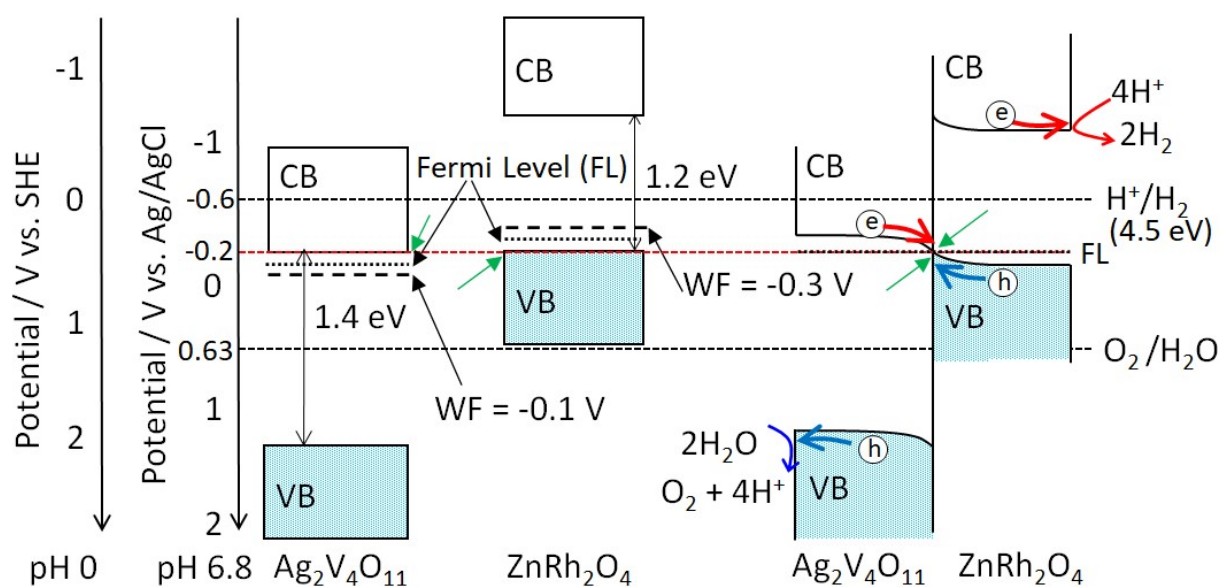 Potential / V vs. SHE
-1
0
1
2
pH 0
Potential / V vs. Ag/AgCl
-1
-0.6
-0.2
0
0.63
1
2
pH 6.8
CB
1.4 eV
VB
Ag₂V₄O₁₁
Fermi Level (FL)
WF = -0.1 V
CB
1.2 eV
VB
WF = -0.3 V
ZnRh₂O₄
CB
e
2H₂O
O₂ + 4H⁺
h
VB
Ag₂V₄O₁₁
CB
e
4H⁺
2H₂
H⁺/H₂
(4.5 eV)
FL
h
VB
O₂/H₂O
ZnRh₂O₄